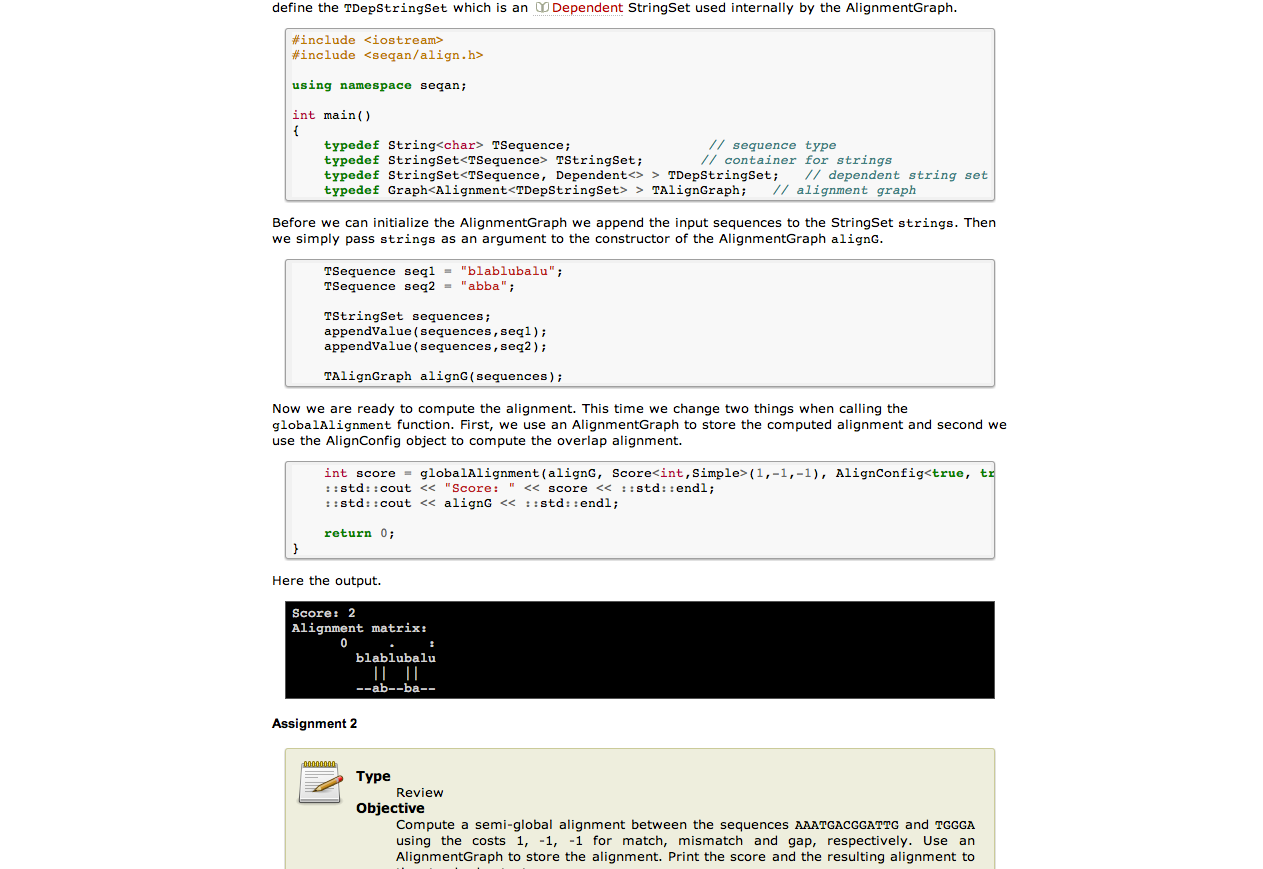 define the TDepStringSet which is an Dependent StringSet used internally by the AlignmentGraph.
#include <iostream>
#include <seqan/align.h>
using namespace seqan;
int main()
{
    typedef String<char> TSequence;                 // sequence type
    typedef StringSet<TSequence> TStringSet;       // container for strings
    typedef StringSet<TSequence, Dependent<> > TDepStringSet;   // dependent string set
    typedef Graph<Alignment<TDepStringSet> > TAlignGraph;   // alignment graph
Before we can initialize the AlignmentGraph we append the input sequences to the StringSet strings. Then
we simply pass strings as an argument to the constructor of the AlignmentGraph alignG.
    TSequence seq1 = "blablubalu";
    TSequence seq2 = "abba";
    TStringSet sequences;
    appendValue(sequences,seq1);
    appendValue(sequences,seq2);
    TAlignGraph alignG(sequences);
Now we are ready to compute the alignment. This time we change two things when calling the
globalAlignment function. First, we use an AlignmentGraph to store the computed alignment and second we
use the AlignConfig object to compute the overlap alignment.
    int score = globalAlignment(alignG, Score<int,Simple>(1,-1,-1), AlignConfig<true, tr
    ::std::cout << "Score: " << score << ::std::endl;
    ::std::cout << alignG << ::std::endl;
    return 0;
}
Here the output.
Score: 2
Alignment matrix:
      0     .    :
        blablubalu
          ||  ||
        --ab--ba--
Assignment 2
Type
Review
Objective
Compute a semi-global alignment between the sequences AAATGACGGATTG and TGGGA
using the costs 1, -1, -1 for match, mismatch and gap, respectively. Use an
AlignmentGraph to store the alignment. Print the score and the resulting alignment to